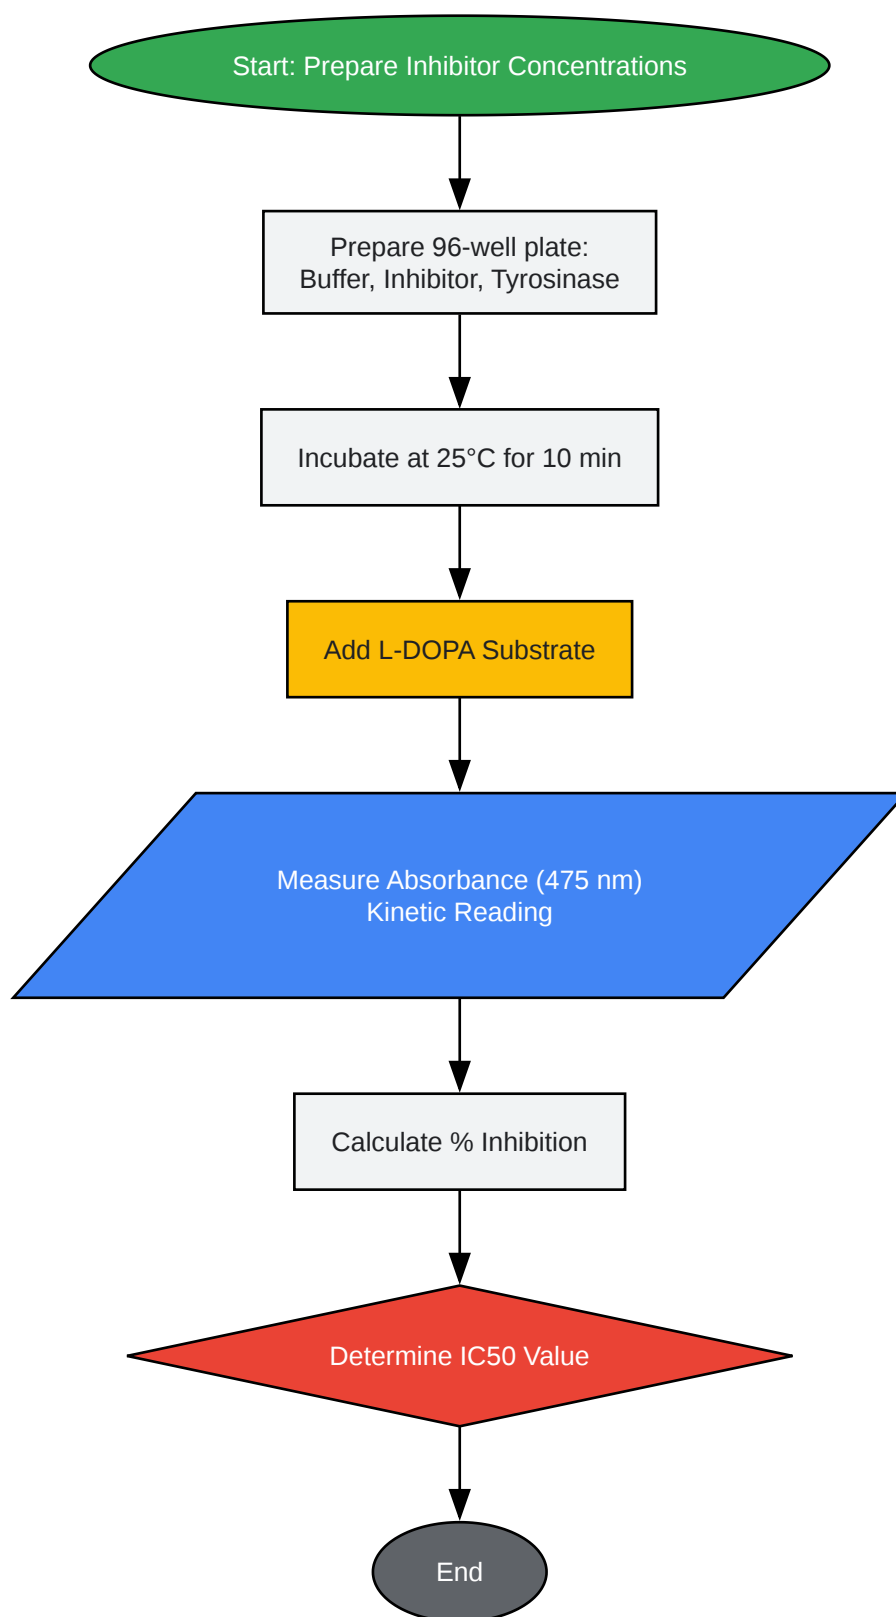 Start: Prepare Inhibitor Concentrations
Prepare 96-well plate:
Buffer, Inhibitor, Tyrosinase
Incubate at 25°C for 10 min
Add L-DOPA Substrate
Measure Absorbance (475 nm)
Kinetic Reading
Calculate % Inhibition
Determine IC50 Value
End